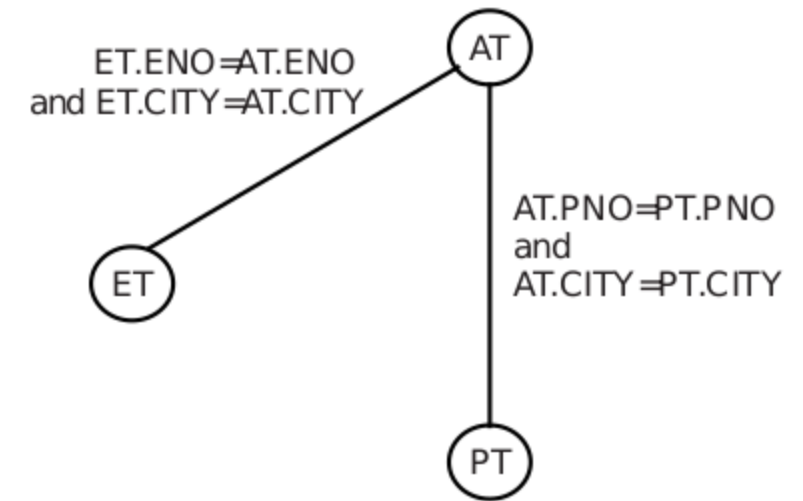 AT
ET.ENO=AT.ENO
and ET.CITY=AT.CITY
AT.PNO=PT.PNO
and
AT.CITY=PT.CITY
ET
PT